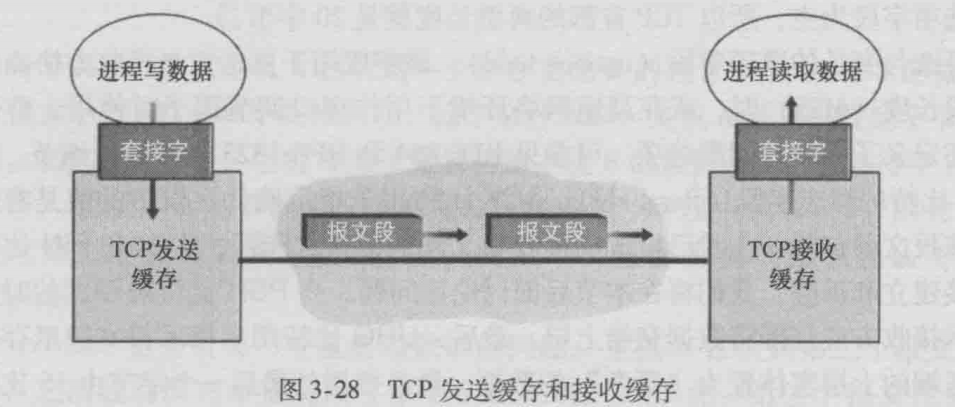 进程写数据
进程读取数据
套接字
套接字
TCP发送
缓存
报文段
报文段
TCP接收
缓存
图 3-28 TCP 发送缓存和接收缓存